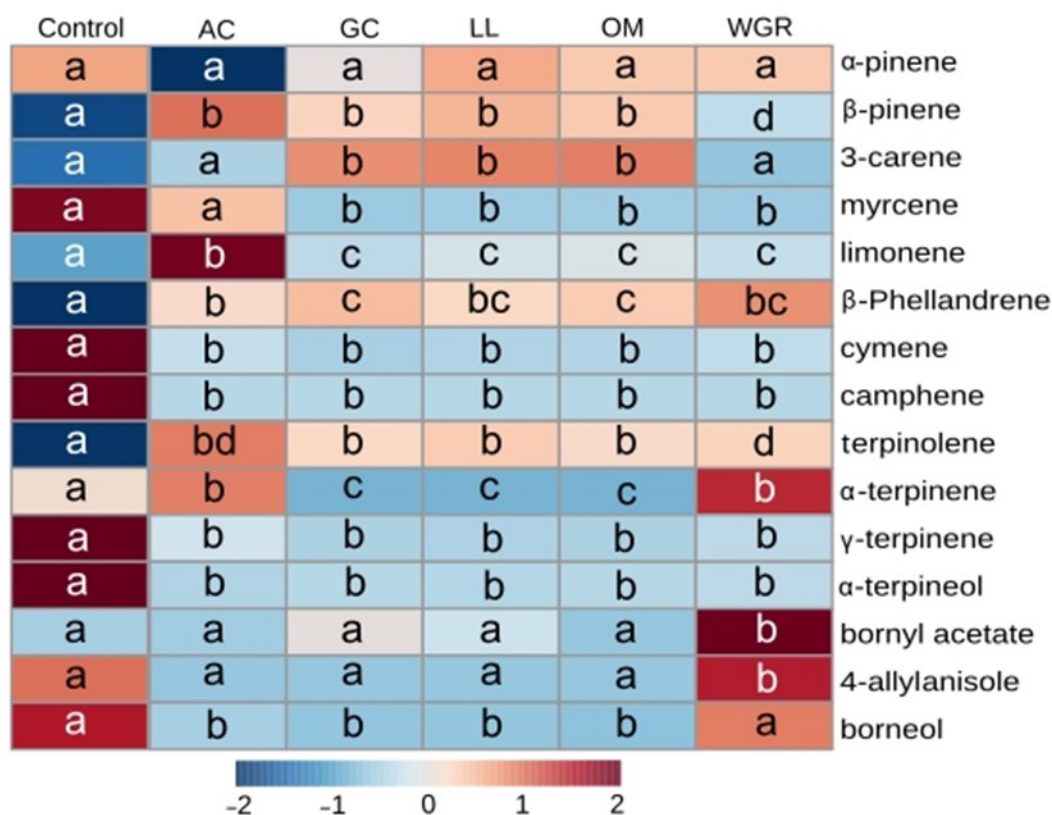 Control AC GC LL OM WGR
a a a a a a α-pinene
a b b b b d β-pinene
a a b b b a 3-carene
a a b b b b myrcene
a b c c c c limonene
a b c bc c bc β-Phellandrene
a b b b b b cymene
a b b b b b camphene
a bd b b b d terpinolene
a b c c c b α-terpinene
a b b b b b γ-terpinene
a b b b b b α-terpineol
a a a a a b bornyl acetate
a a a a a b 4-allylanisole
a b b b b a borneol
−2 −1 0 1 2